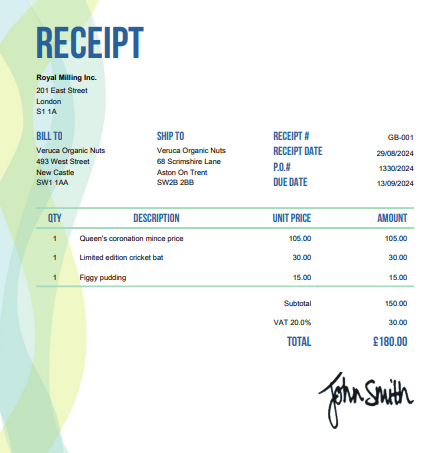 RECEIPT
Royal Milling Inc.
201 East Street
London
S1 1A
BILL TO
Veruca Organic Nuts
493 West Street
New Castle
SW1 1AA
SHIP TO
Veruca Organic Nuts
68 Scrimshire Lane
Aston On Trent
SW2B 2BB
RECEIPT # GB-001
RECEIPT DATE 29/08/2024
P.O.# 1330/2024
DUE DATE 13/09/2024
QTY DESCRIPTION UNIT PRICE AMOUNT
1 Queen's coronation mince price 105.00 105.00
1 Limited edition cricket bat 30.00 30.00
1 Figgy pudding 15.00 15.00
Subtotal 150.00
VAT 20.0% 30.00
TOTAL £180.00
John Smith